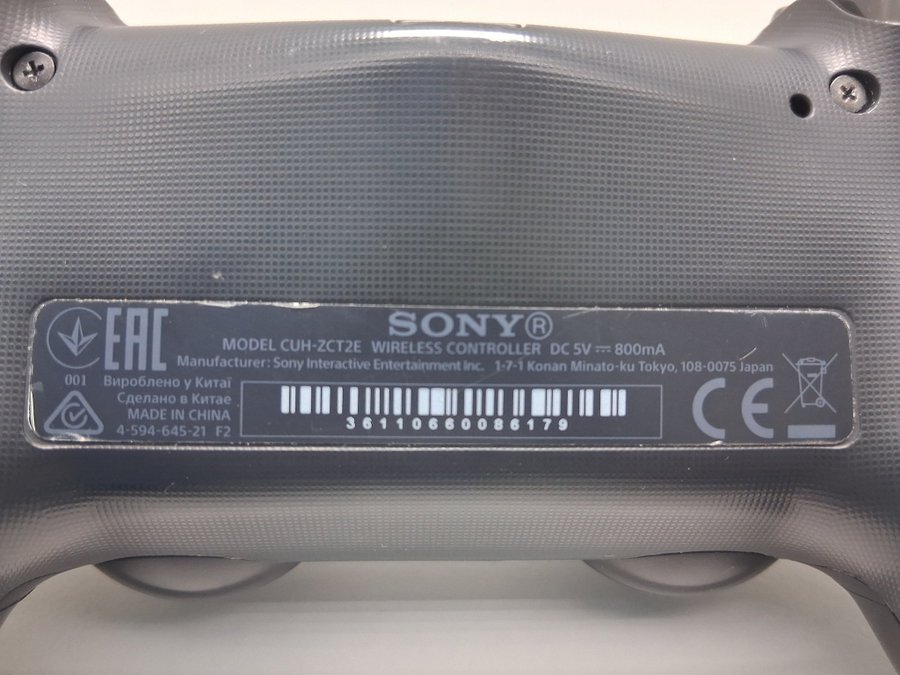 SONY®
EAC
MODEL CUH-ZCT2E WIRELESS CONTROLLER DC 5V ⎓ 800mA
Manufacturer: Sony Interactive Entertainment Inc. 1-7-1 Konan Minato-ku Tokyo, 108-0075 Japan
001
Вироблено у Китаї
Сделано в Китае
MADE IN CHINA
4-594-645-21 F2
36110660086179
CE